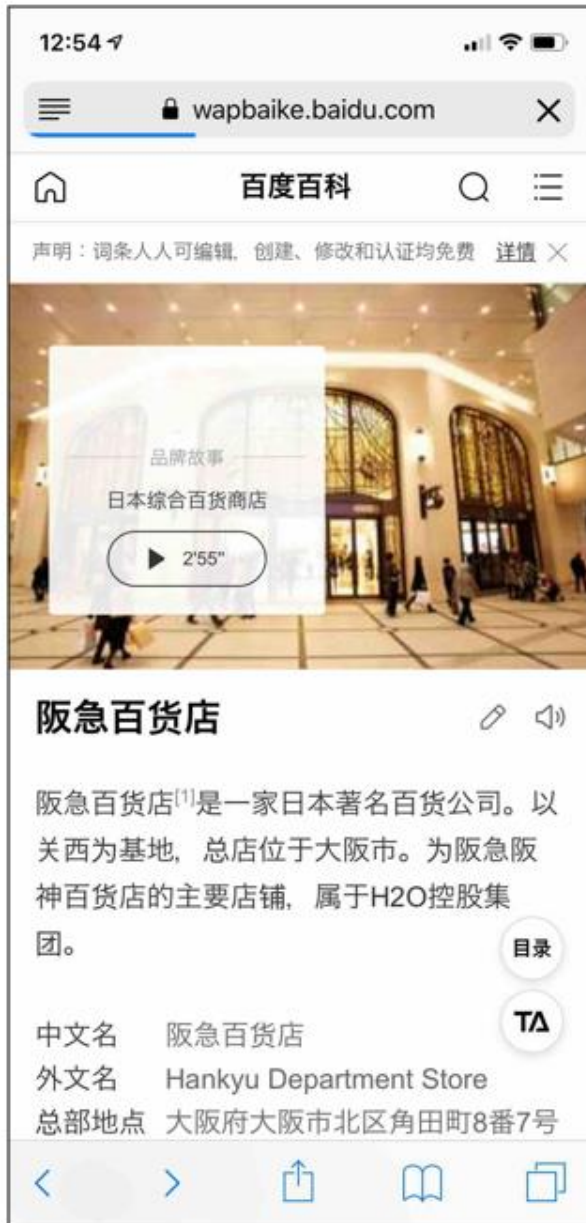 12:54
wapbaike.baidu.com
百度百科
声明：词条人人可编辑，创建、修改和认证均免费 详情
品牌故事
日本综合百货商店
2'55"
阪急百货店
阪急百货店[1]是一家日本著名百货公司。以
关西为基地，总店位于大阪市。为阪急阪
神百货店的主要店铺，属于H2O控股集
团。
目录
TA
中文名 阪急百货店
外文名 Hankyu Department Store
总部地点 大阪府大阪市北区角田町8番7号